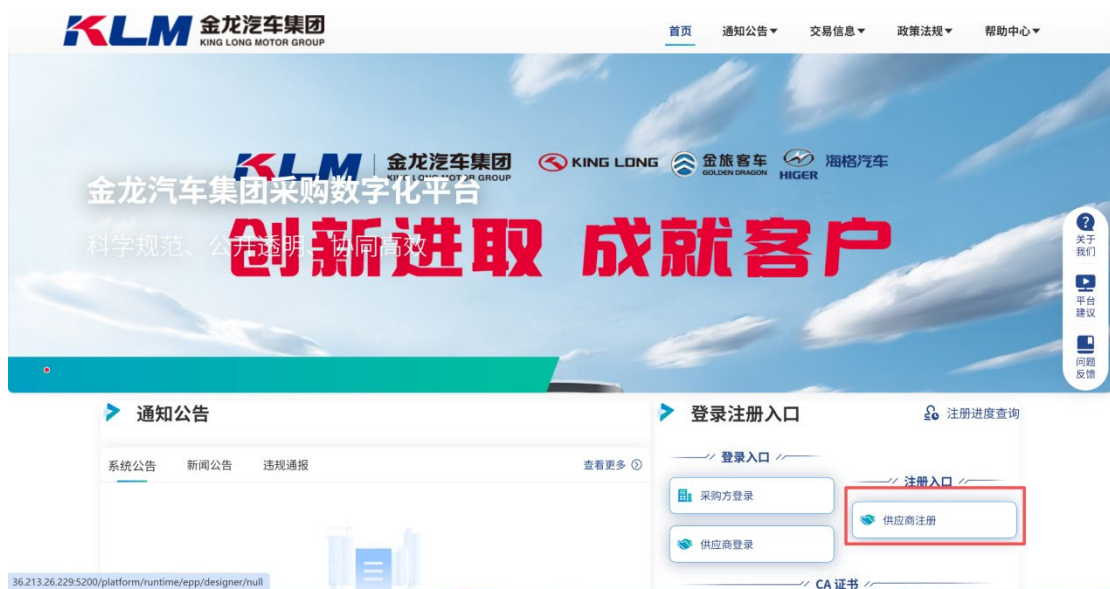 KLM 金龙汽车集团
KING LONG MOTOR GROUP
首页 通知公告 交易信息 政策法规 帮助中心
KLM 金龙汽车集团 KING LONG 金旅客车 海格汽车
KING LONG MOTOR GROUP GOLDEN DRAGON HIGER
金龙汽车集团采购数字化平台
创新进取 成就客户
科学规范、公开透明、协同高效
关于
我们
平台
建议
问题
反馈
通知公告
系统公告 新闻公告 违规通报 查看更多
登录注册入口 注册进度查询
登录入口
采购方登录
供应商登录
注册入口
供应商注册
CA 证书
36.213.26.229:5200/platform/runtime/epp/designer/null